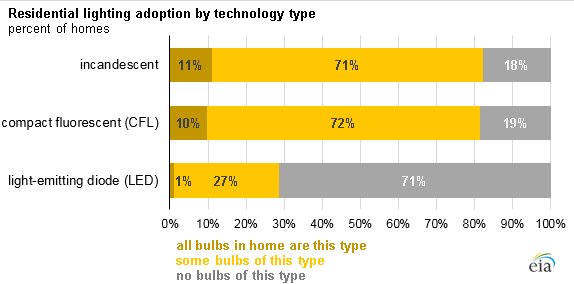 Residential lighting adoption by technology type
percent of homes
incandescent 11% 71% 18%
compact fluorescent (CFL) 10% 72% 19%
light-emitting diode (LED) 1% 27% 71%
0% 10% 20% 30% 40% 50% 60% 70% 80% 90% 100%
all bulbs in home are this type
some bulbs of this type
no bulbs of this type
eia